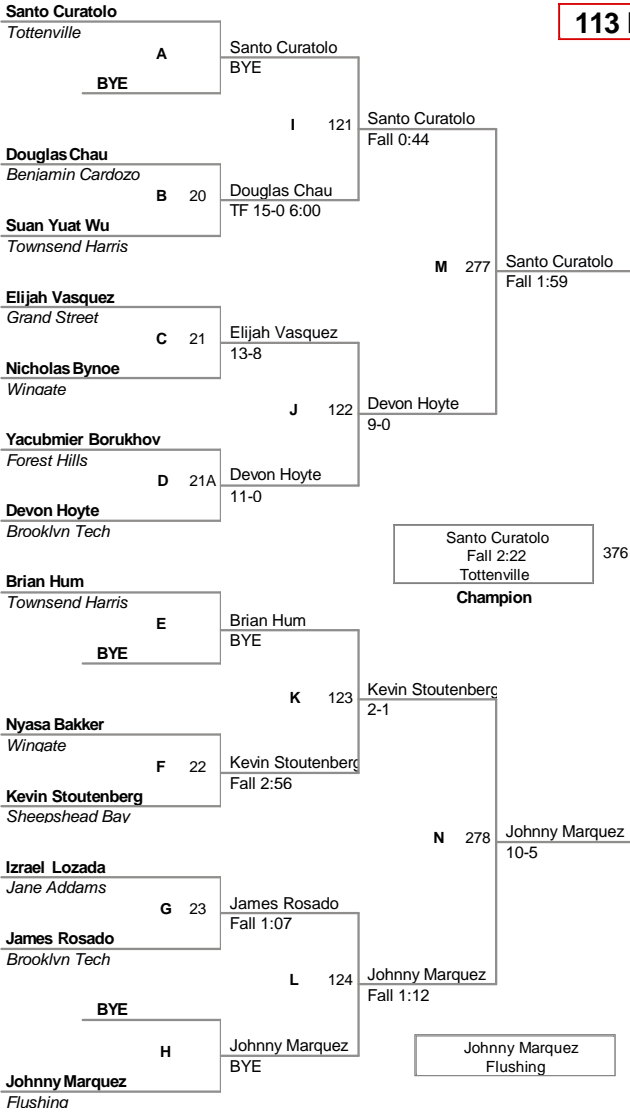 Santo Curatolo
Tottenville
113
A
Santo Curatolo
BYE
BYE
I 121
Santo Curatolo
Fall 0:44
Douglas Chau
Benjamin Cardozo
B 20
Douglas Chau
TF 15-0 6:00
Suan Yuat Wu
Townsend Harris
M 277
Santo Curatolo
Fall 1:59
Elijah Vasquez
Grand Street
C 21
Elijah Vasquez
13-8
Nicholas Bynoe
Wingate
J 122
Devon Hoyte
9-0
Yacubmier Borukhov
Forest Hills
D 21A
Devon Hoyte
11-0
Devon Hoyte
Brooklyn Tech
Santo Curatolo
Fall 2:22
Tottenville
376
Champion
Brian Hum
Townsend Harris
E
Brian Hum
BYE
BYE
K 123
Kevin Stoutenberg
2-1
Nyasa Bakker
Wingate
F 22
Kevin Stoutenberg
Fall 2:56
Kevin Stoutenberg
Sheepshead Bay
N 278
Johnny Marquez
10-5
Izrael Lozada
Jane Addams
G 23
James Rosado
Fall 1:07
James Rosado
Brooklyn Tech
L 124
Johnny Marquez
Fall 1:12
BYE
H
Johnny Marquez
BYE
Johnny Marquez
Flushing
Johnny Marquez
Flushing